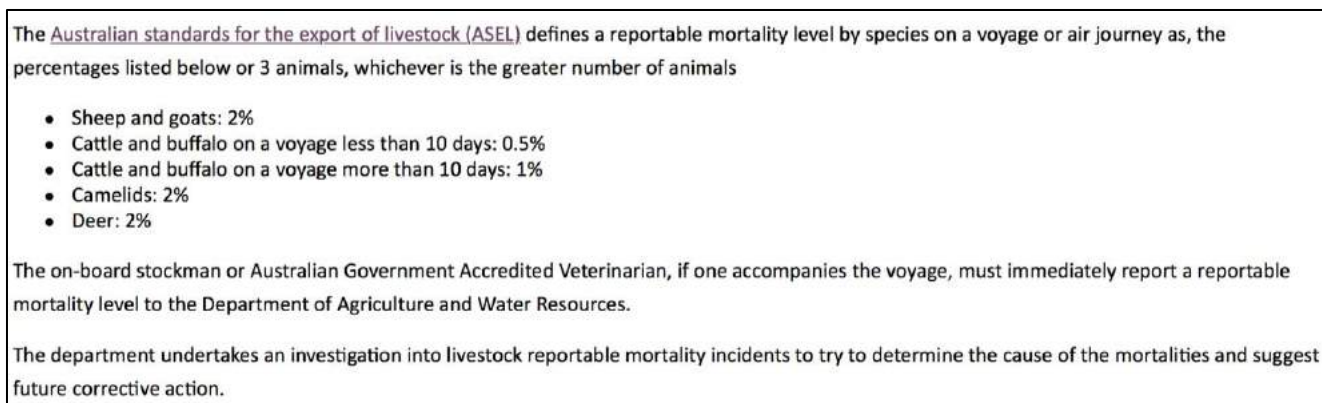 The Australian standards for the export of livestock (ASEL) defines a reportable mortality level by species on a voyage or air journey as, the
percentages listed below or 3 animals, whichever is the greater number of animals
• Sheep and goats: 2%
• Cattle and buffalo on a voyage less than 10 days: 0.5%
• Cattle and buffalo on a voyage more than 10 days: 1%
• Camelids: 2%
• Deer: 2%
The on-board stockman or Australian Government Accredited Veterinarian, if one accompanies the voyage, must immediately report a reportable
mortality level to the Department of Agriculture and Water Resources.
The department undertakes an investigation into livestock reportable mortality incidents to try to determine the cause of the mortalities and suggest
future corrective action.